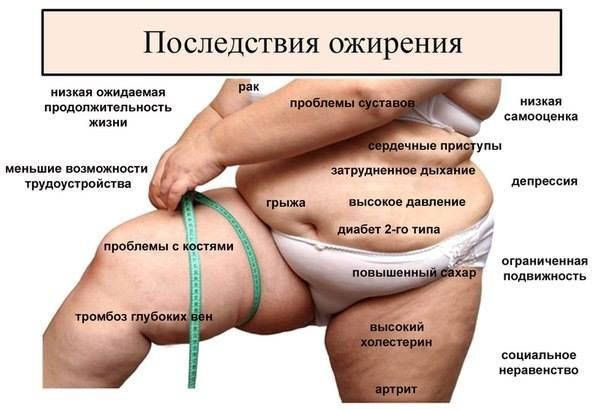 Последствия ожирения
низкая ожидаемая
продолжительность
жизни
рак
проблемы суставов
низкая
самооценка
сердечные приступы
меньшие возможности
трудоустройства
затрудненное дыхание
депрессия
грыжа
высокое давление
диабет 2-го типа
проблемы с костями
ограниченная
подвижность
повышенный сахар
тромбоз глубоких вен
высокий
холестерин
социальное
неравенство
артрит